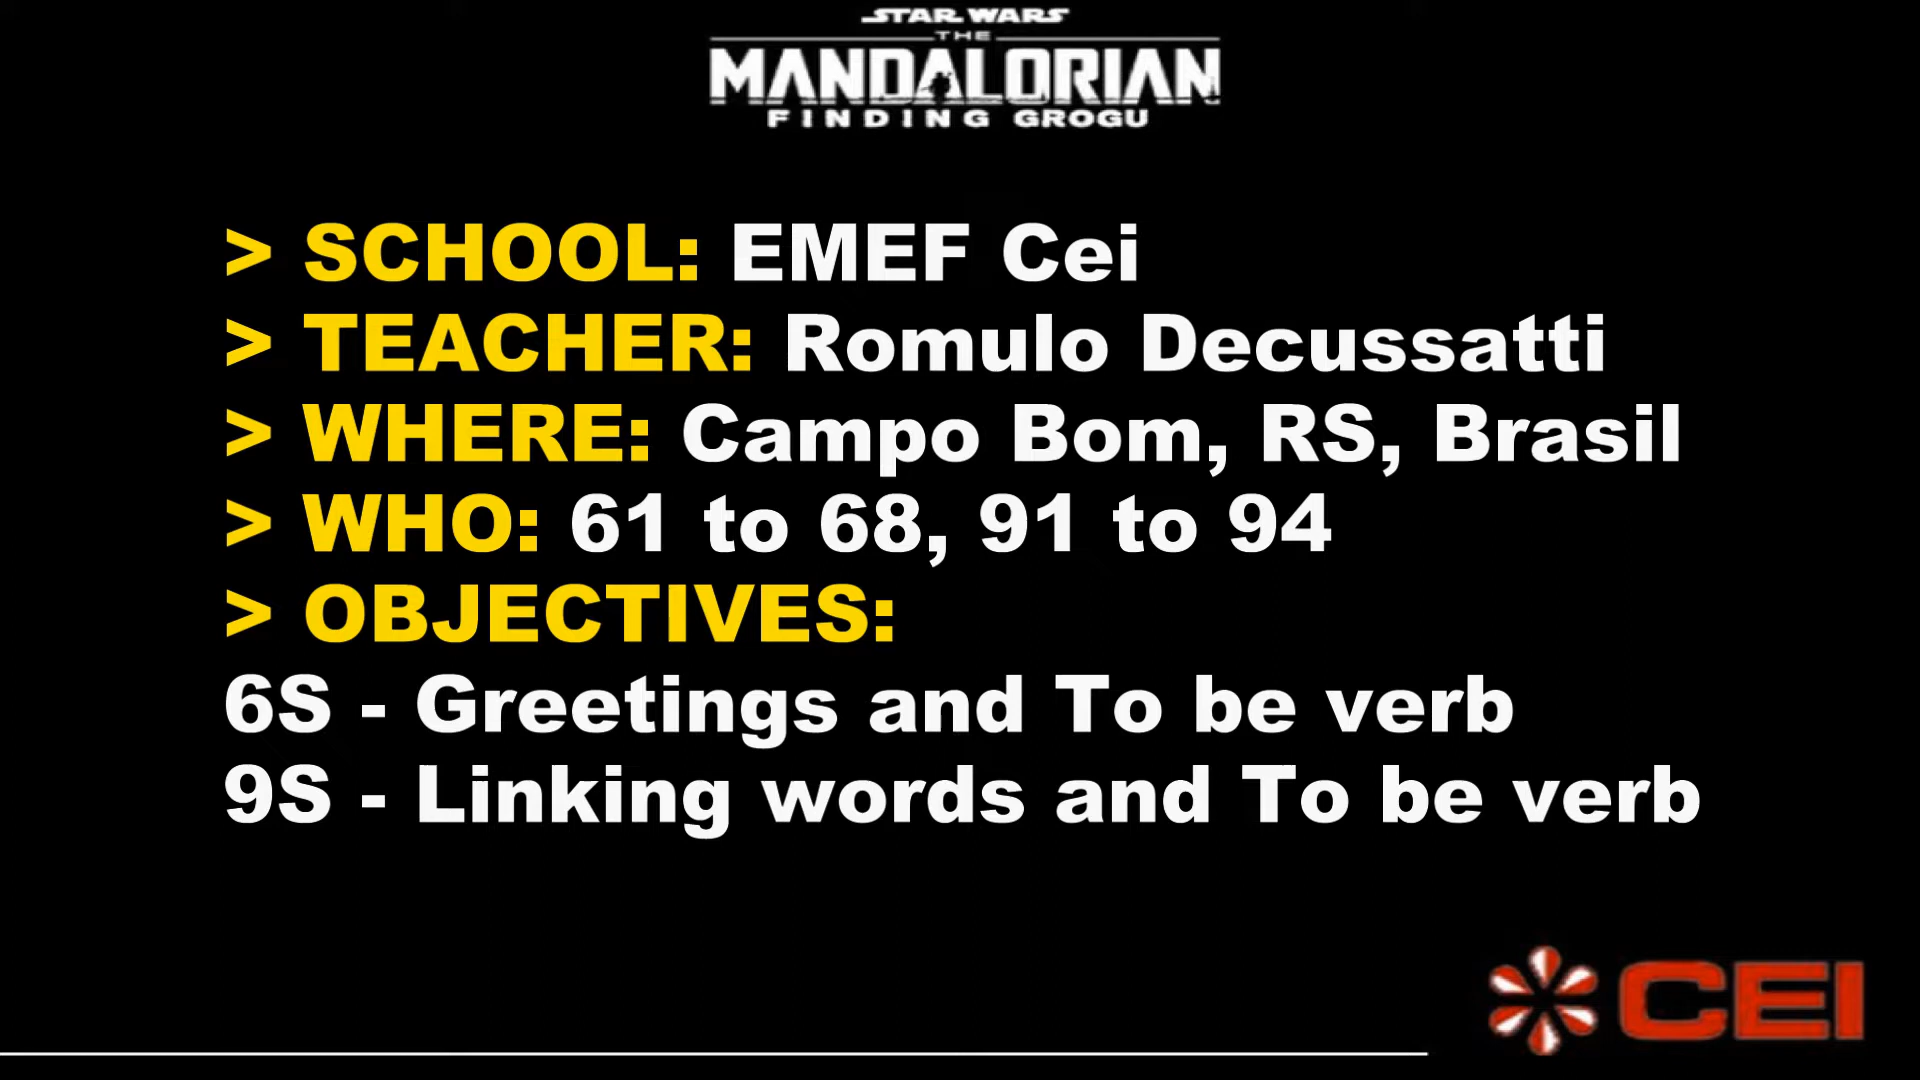 STAR WARS
THE
MANDALORIAN
FINDING GROGU
> SCHOOL: EMEF Cei
> TEACHER: Romulo Decussatti
> WHERE: Campo Bom, RS, Brasil
> WHO: 61 to 68, 91 to 94
> OBJECTIVES:
6S - Greetings and To be verb
9S - Linking words and To be verb
CEI